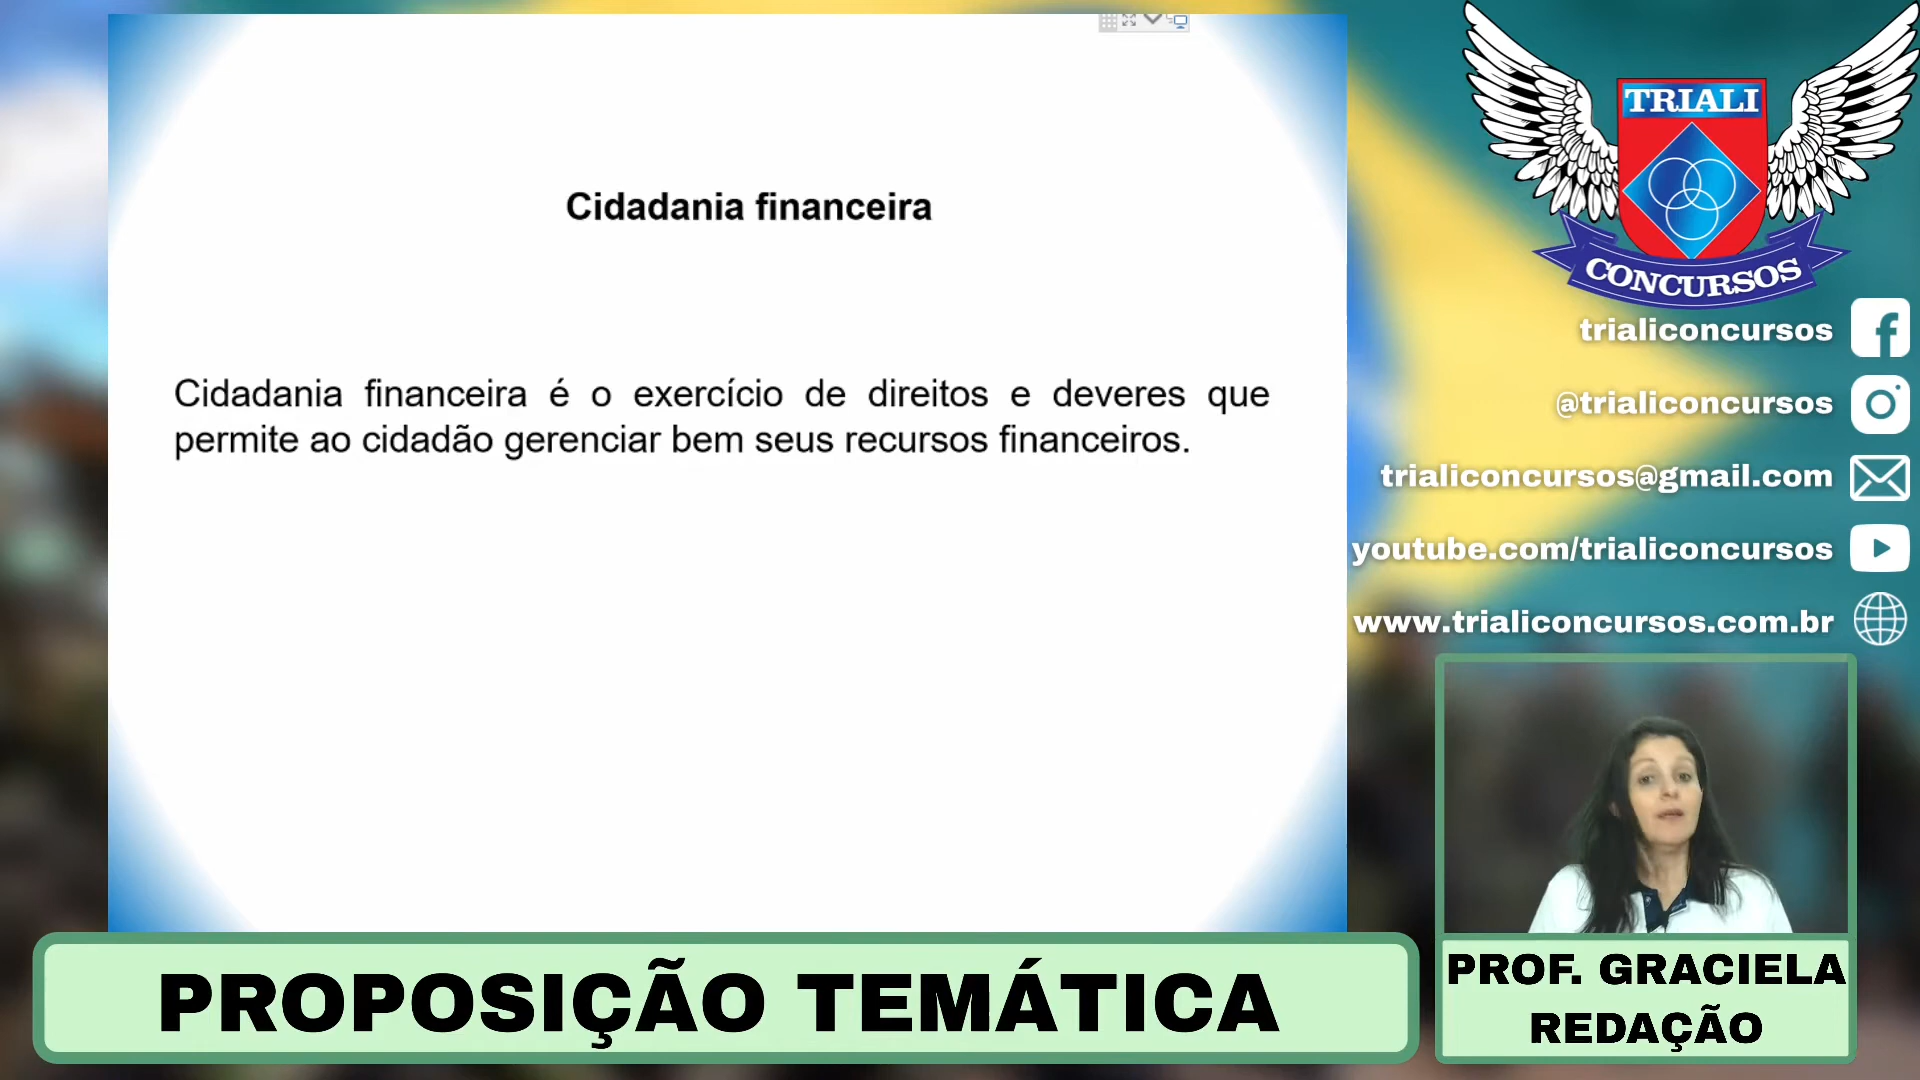 Cidadania financeira
Cidadania financeira é o exercício de direitos e deveres que
permite ao cidadão gerenciar bem seus recursos financeiros.
TRIALI
CONCURSOS
trialiconcursos
@trialiconcursos
trialiconcursos@gmail.com
youtube.com/trialiconcursos
www.trialiconcursos.com.br
PROPOSIÇÃO TEMÁTICA
PROF. GRACIELA
REDAÇÃO